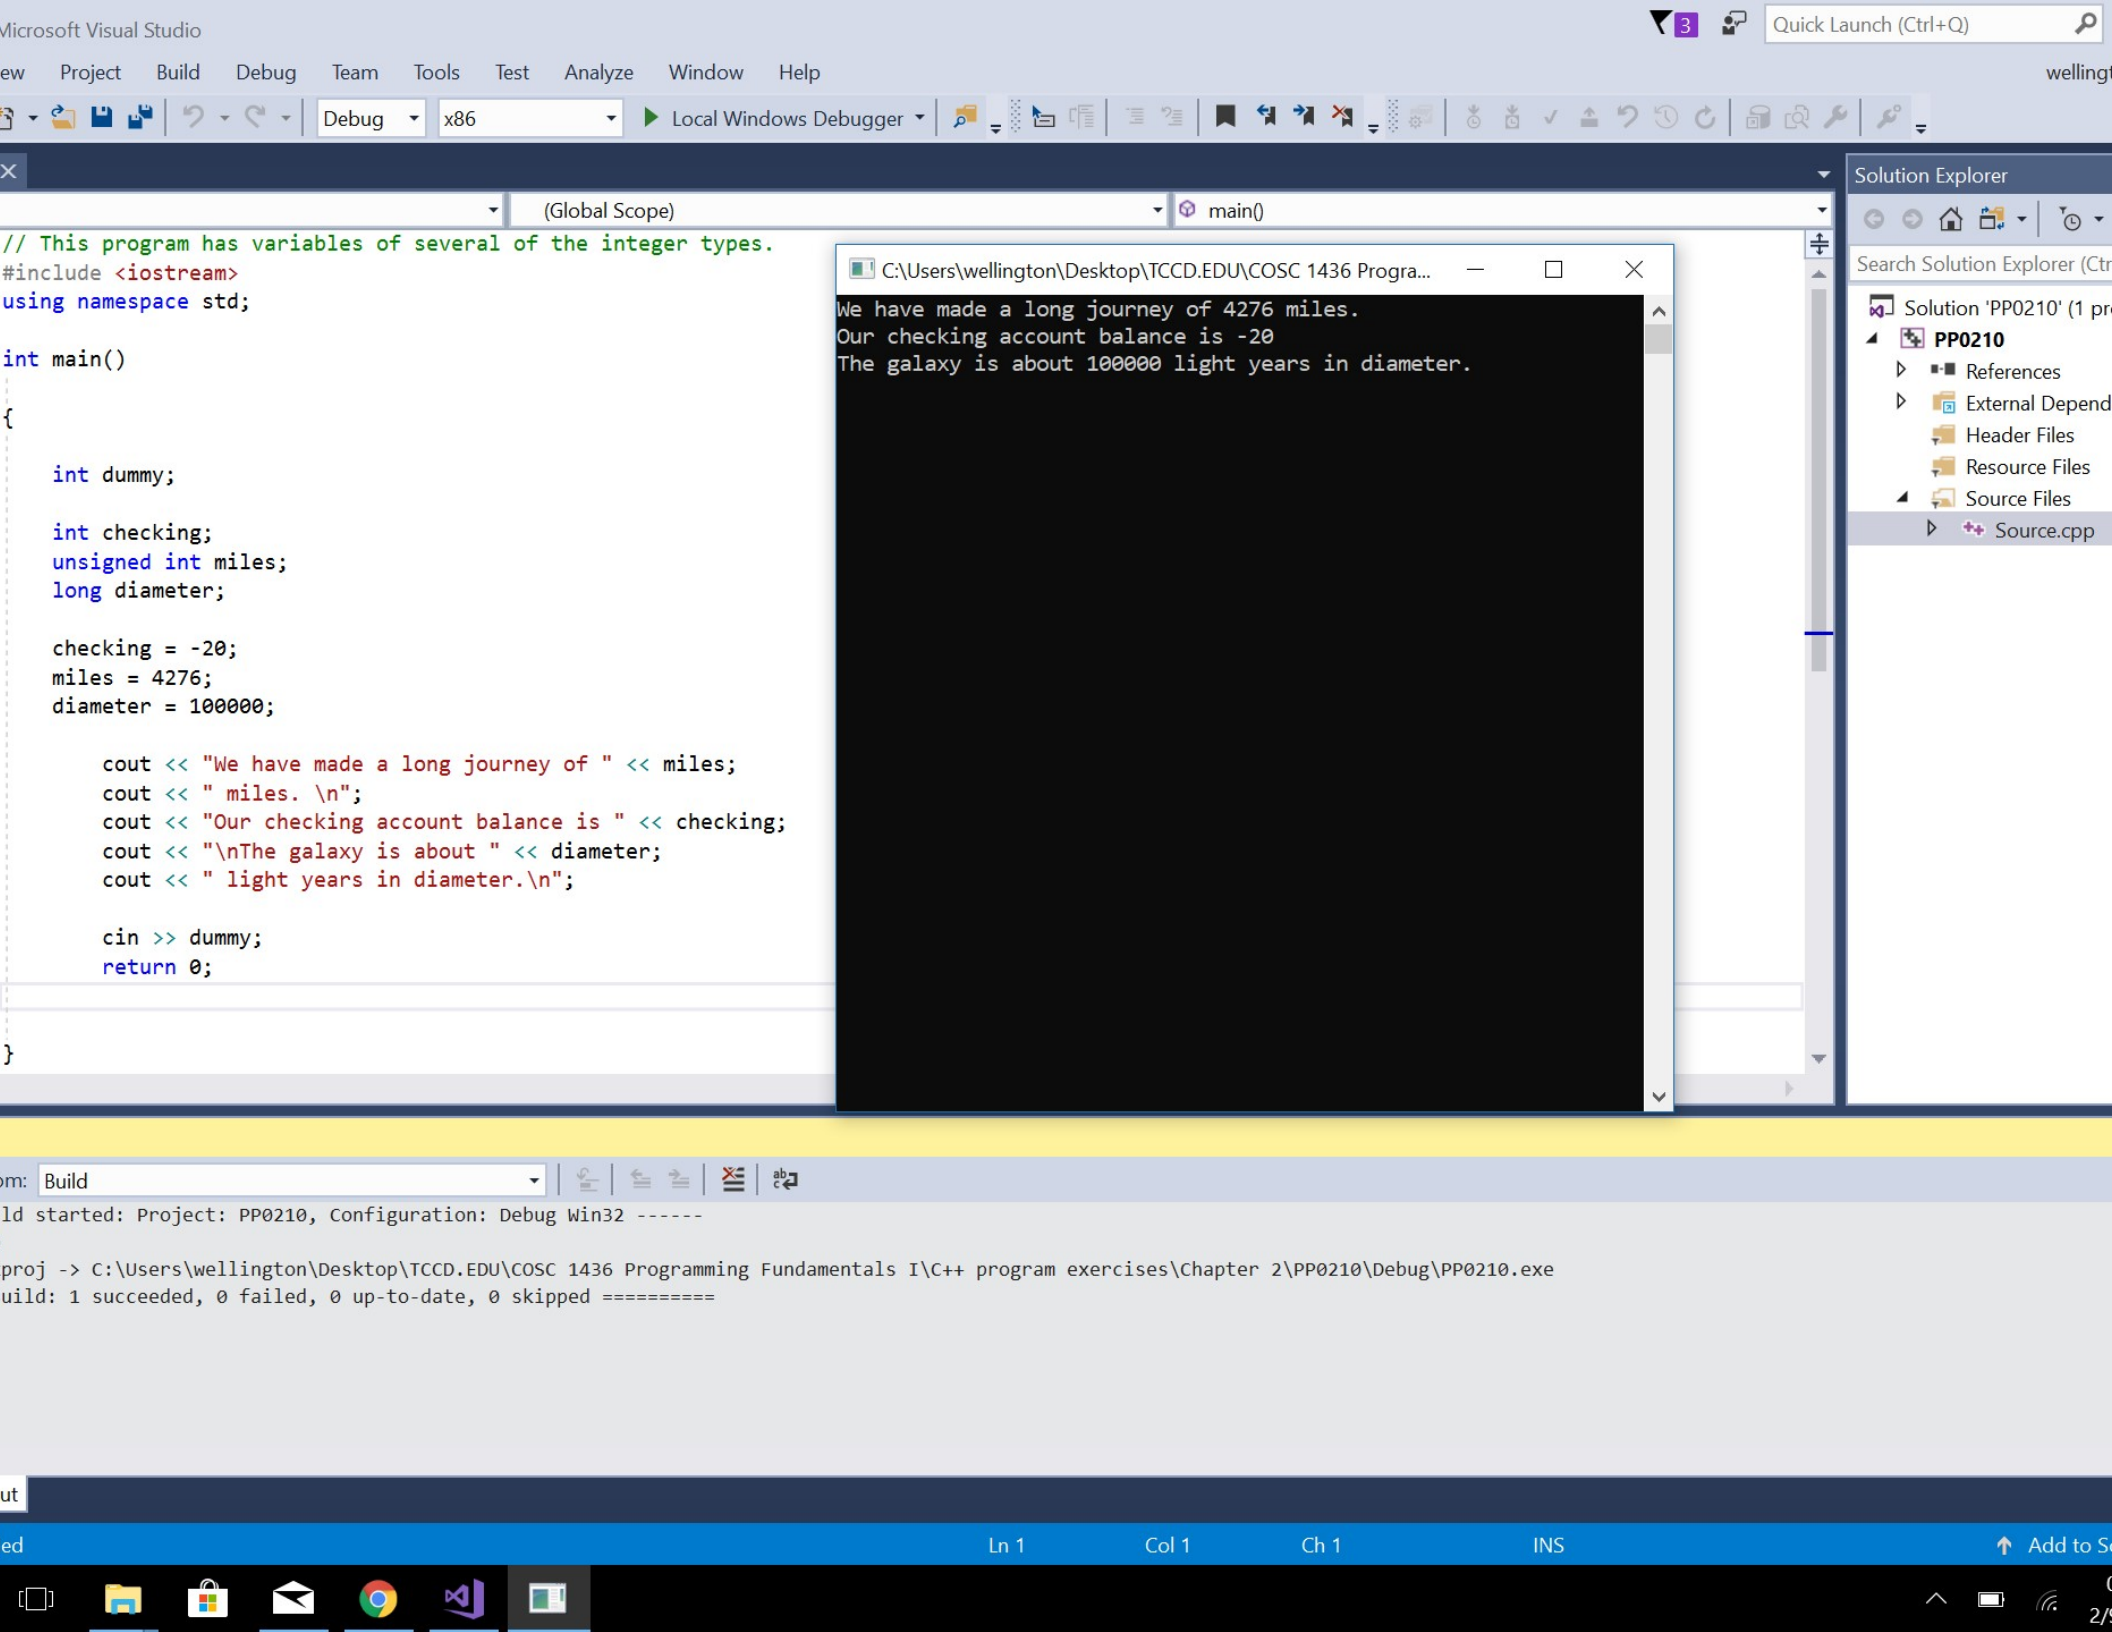 Microsoft Visual Studio
3
Quick Launch (Ctrl+Q)
ew Project Build Debug Team Tools Test Analyze Window Help
wellingt
Debug x86 Local Windows Debugger
(Global Scope) main()
// This program has variables of several of the integer types.
#include <iostream>
using namespace std;
int main()
{
int dummy;
int checking;
unsigned int miles;
long diameter;
checking = -20;
miles = 4276;
diameter = 100000;
cout << "We have made a long journey of " << miles;
cout << " miles. \n";
cout << "Our checking account balance is " << checking;
cout << "\nThe galaxy is about " << diameter;
cout << " light years in diameter.\n";
cin >> dummy;
return 0;
}
C:\Users\wellington\Desktop\TCCD.EDU\COSC 1436 Progra...
We have made a long journey of 4276 miles.
Our checking account balance is -20
The galaxy is about 100000 light years in diameter.
Solution Explorer
Search Solution Explorer (Ctr
Solution 'PP0210' (1 pr
PP0210
References
External Depend
Header Files
Resource Files
Source Files
Source.cpp
om: Build
ld started: Project: PP0210, Configuration: Debug Win32 ------
proj -> C:\Users\wellington\Desktop\TCCD.EDU\COSC 1436 Programming Fundamentals I\C++ program exercises\Chapter 2\PP0210\Debug\PP0210.exe
uild: 1 succeeded, 0 failed, 0 up-to-date, 0 skipped ==========
ut
ed Ln 1 Col 1 Ch 1 INS Add to S